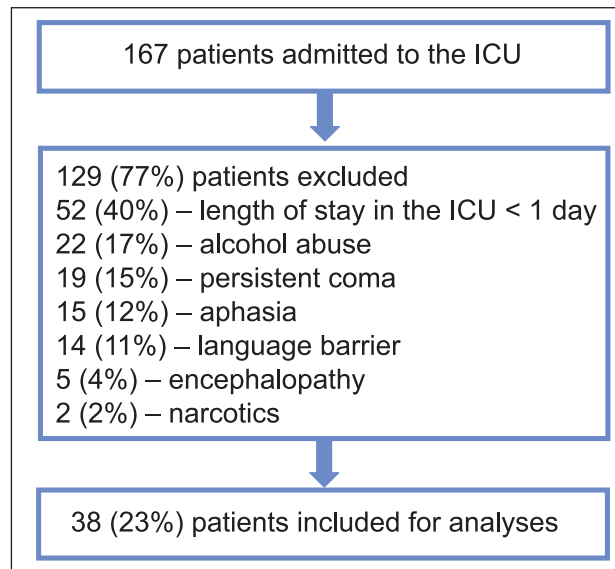 167 patients admitted to the ICU
129 (77%) patients excluded
52 (40%) – length of stay in the ICU < 1 day
22 (17%) – alcohol abuse
19 (15%) – persistent coma
15 (12%) – aphasia
14 (11%) – language barrier
5 (4%) – encephalopathy
2 (2%) – narcotics
38 (23%) patients included for analyses